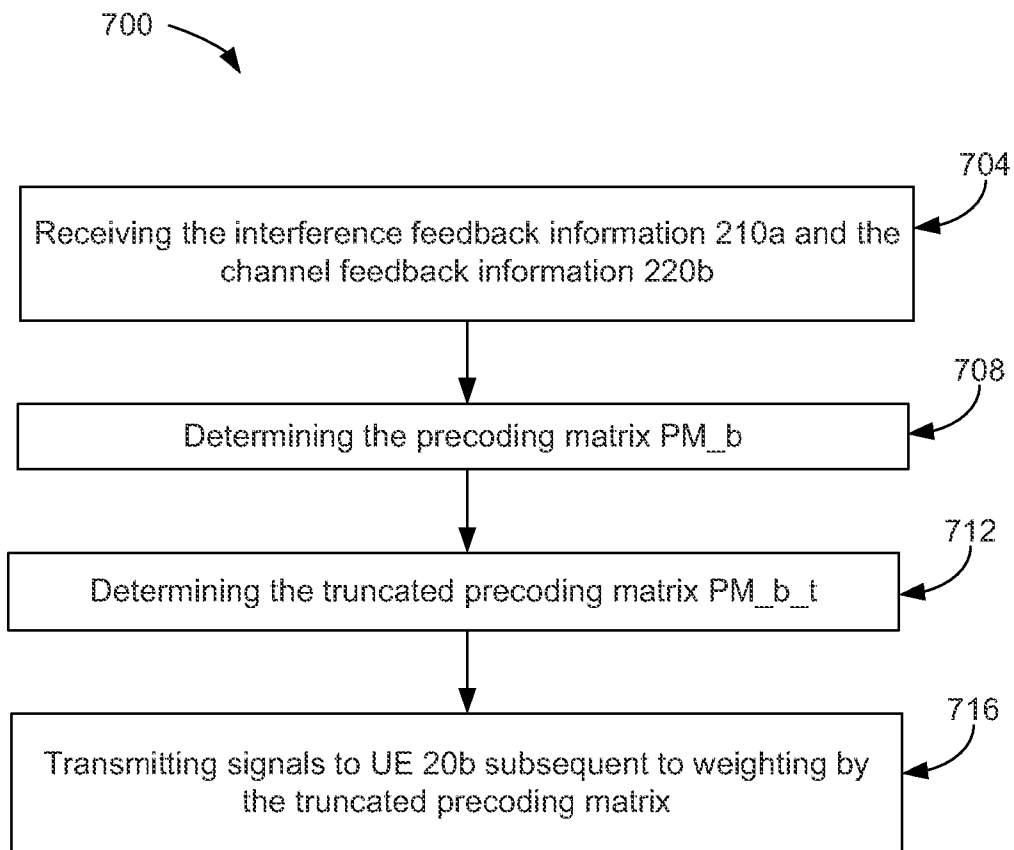 700
704
Receiving the interference feedback information 210a and the
channel feedback information 220b
708
Determining the precoding matrix PM_b
712
Determining the truncated precoding matrix PM_b_t
716
Transmitting signals to UE 20b subsequent to weighting by
the truncated precoding matrix